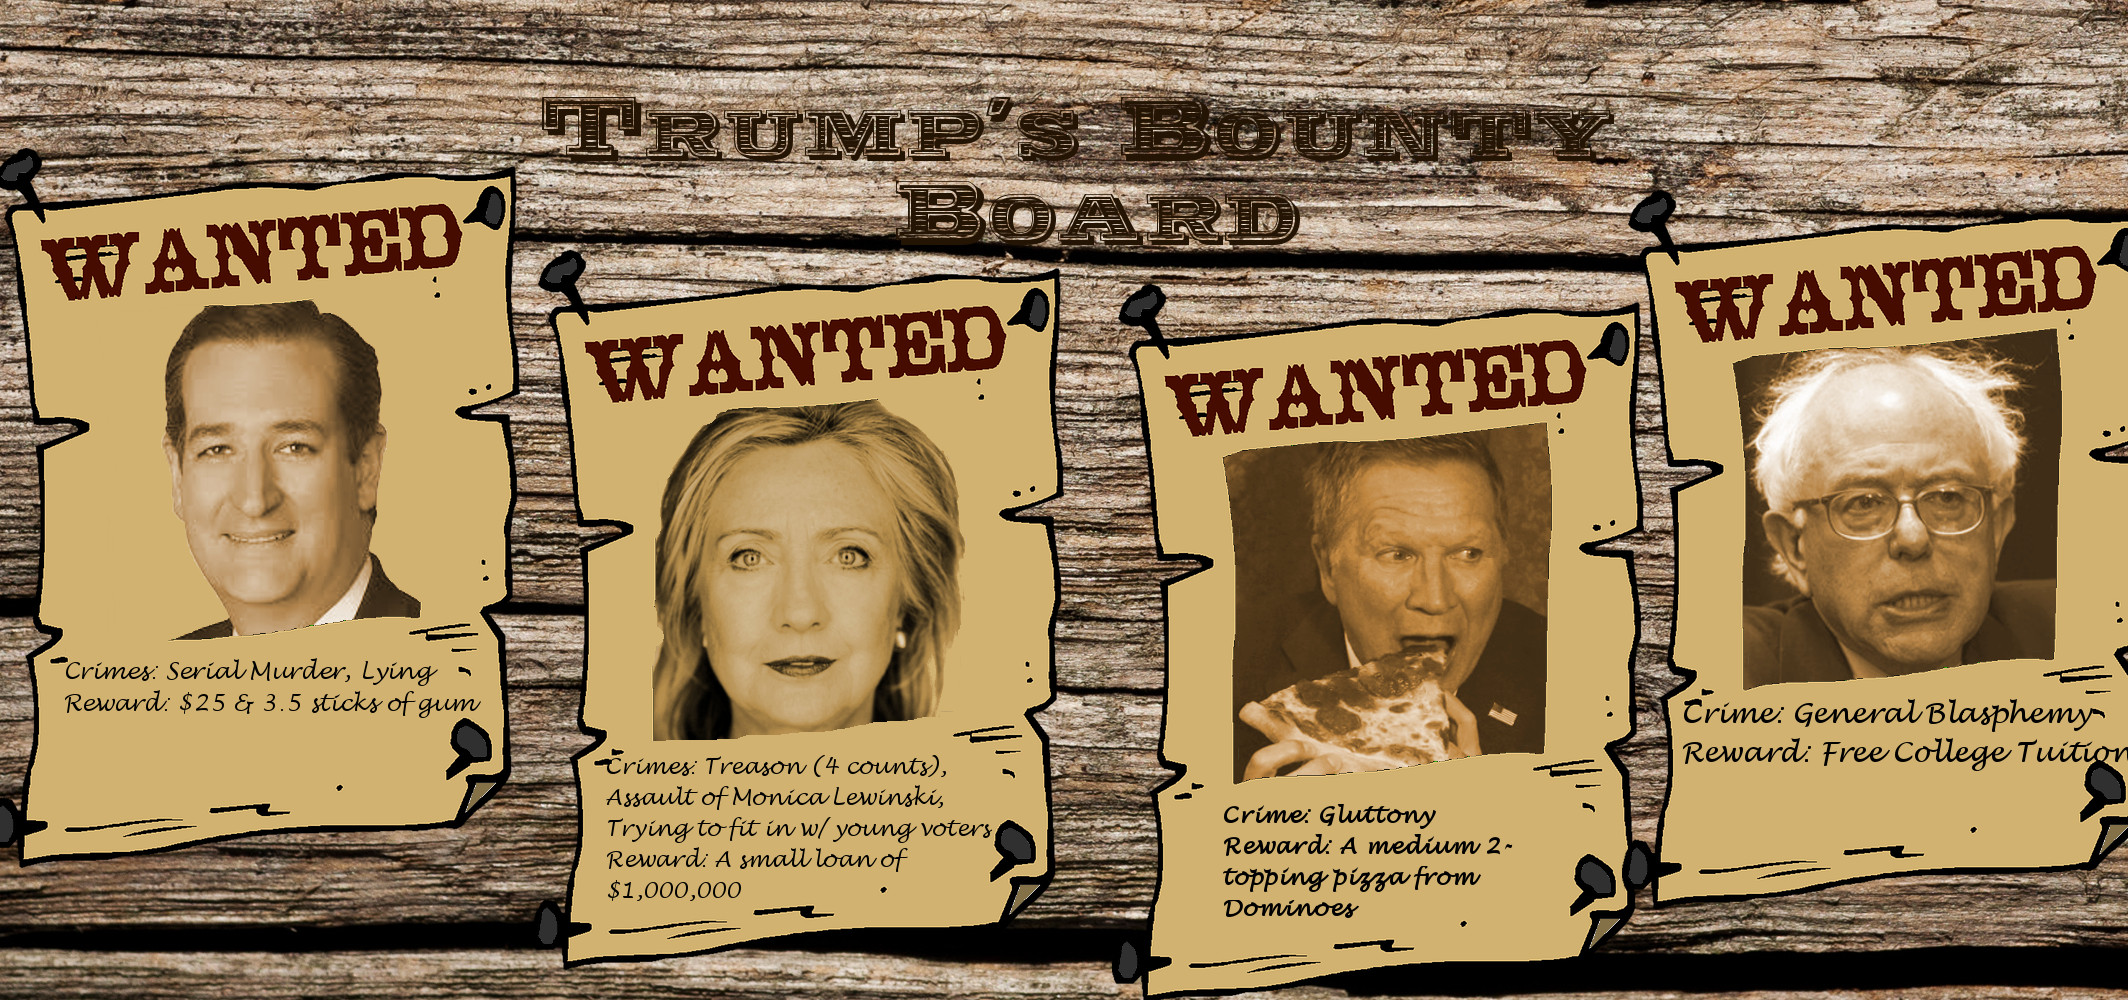 Trump's Bounty
Board
WANTED
Crimes: Serial Murder, Lying
Reward: $25 & 3.5 sticks of gum
WANTED
Crimes: Treason (4 counts),
Assault of Monica Lewinski,
Trying to fit in w/ young voters
Reward: A small loan of
$1,000,000
WANTED
Crime: Gluttony
Reward: A medium 2-
topping pizza from
Dominoes
WANTED
Crime: General Blasphemy
Reward: Free College Tuition